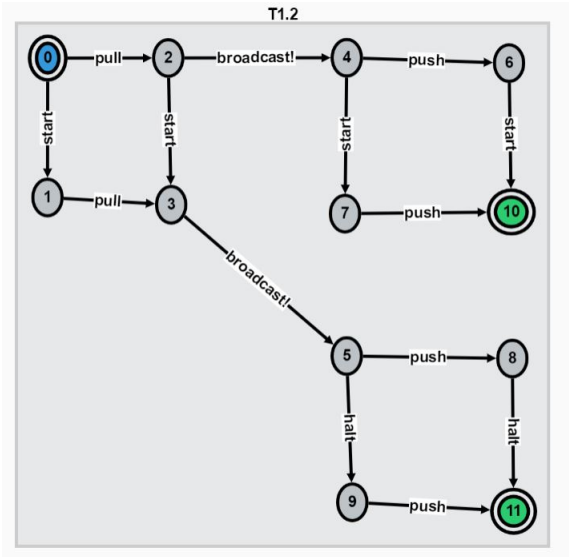 T1.2
0
pull
2
broadcast!
4
push
6
start
start
start
start
1
pull
3
7
push
10
broadcast!
5
push
8
halt
halt
9
push
11